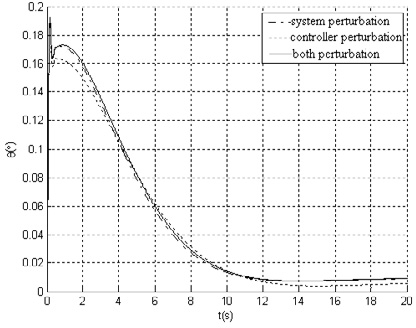 0.2
0.18
0.16
0.14
0.12
0.1
0.08
0.06
0.04
0.02
0
system perturbation
controller perturbation
both perturbation
a(°)
0 2 4 6 8 10 12 14 16 18 20
t(s)